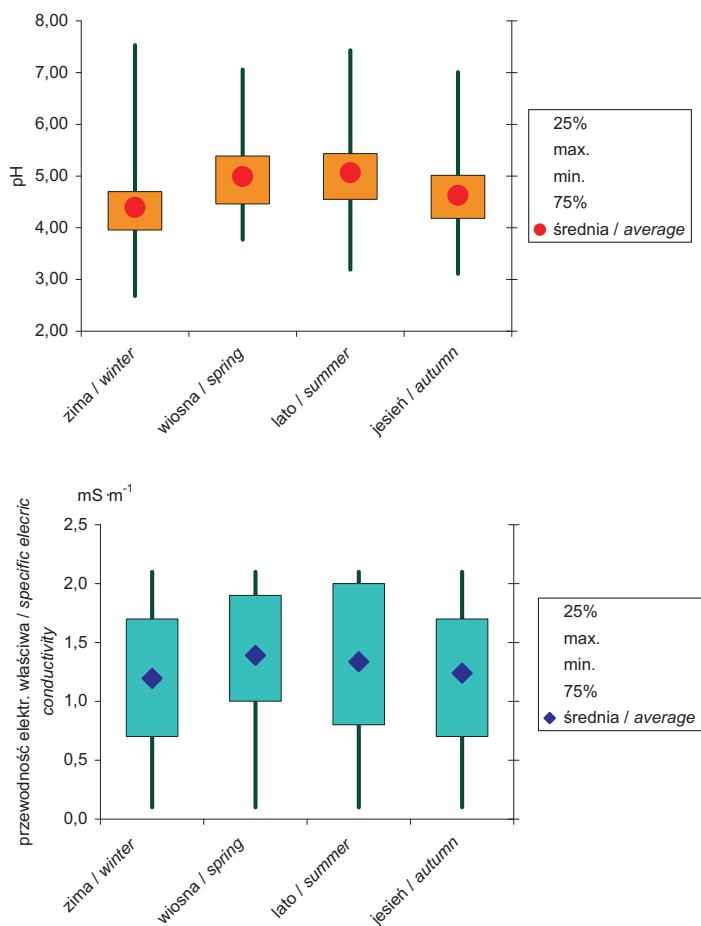 8,00
7,00
6,00
5,00
4,00
3,00
2,00
pH
zima / winter
wiosna / spring
lato / summer
jesień / autumn
25%
max.
min.
75%
średnia / average
mS·m⁻¹
2,5
2,0
1,5
1,0
0,5
0,0
przewodność elektr. właściwa / specific elecric
conductivity
zima / winter
wiosna / spring
lato / summer
jesień / autumn
25%
max.
min.
75%
średnia / average